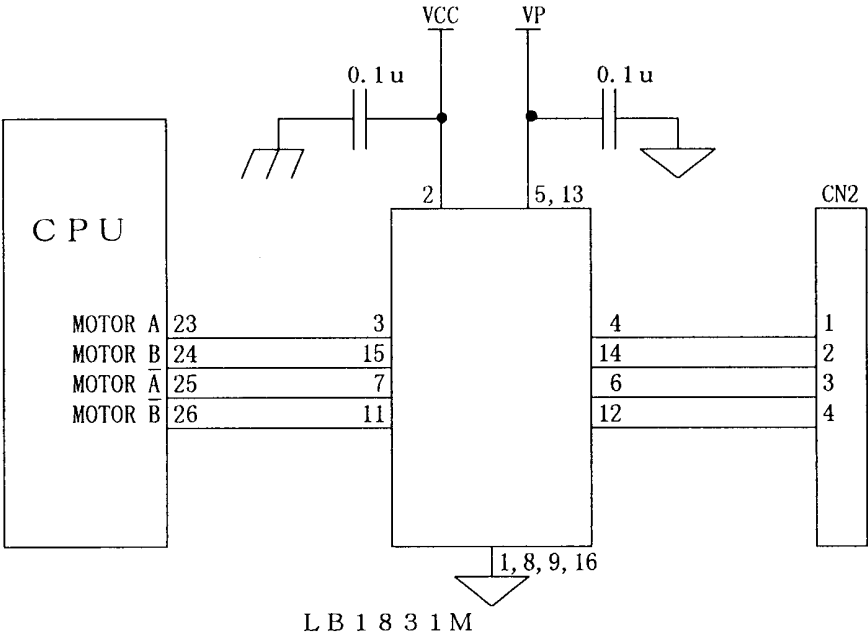 VCC VP
0.1u 0.1u
2 5,13 CN2
CPU
MOTOR A 23 3 4 1
MOTOR B 24 15 14 2
MOTOR A̅ 25 7 6 3
MOTOR B̅ 26 11 12 4
1,8,9,16
LB1831M